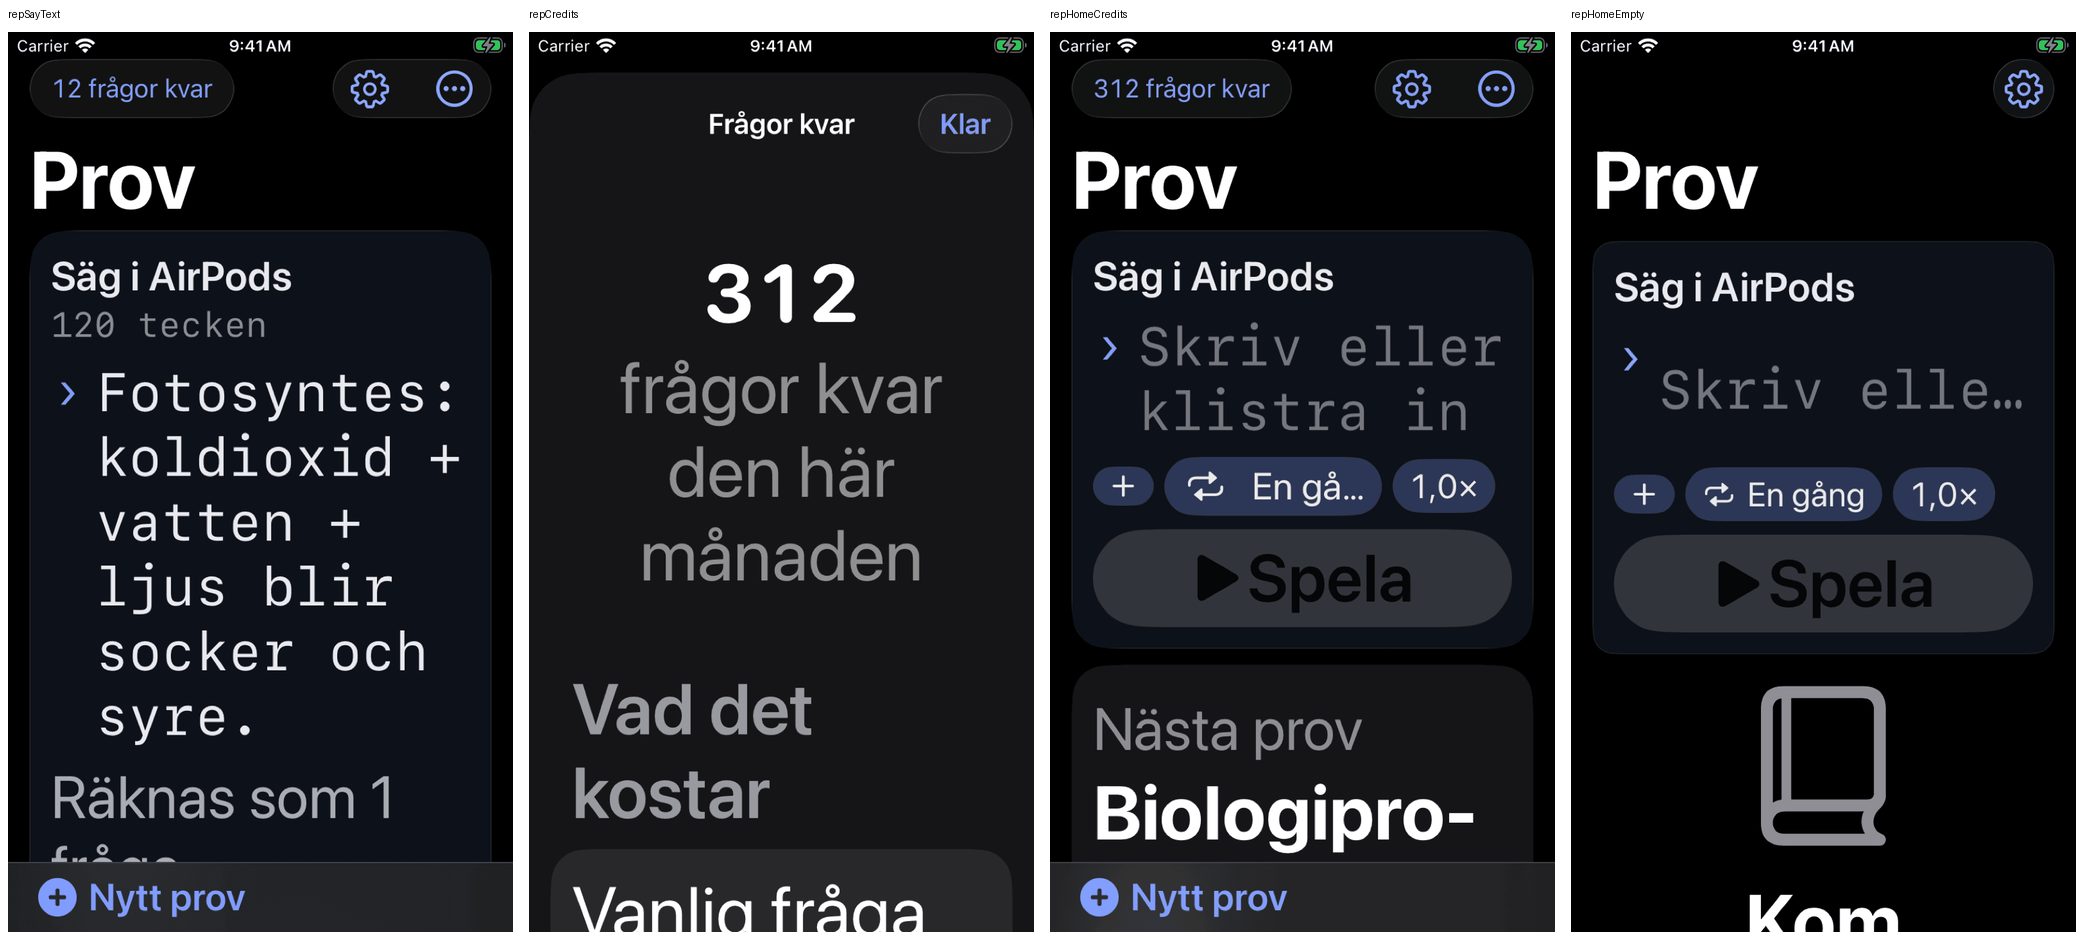 repSayText
Carrier
9:41 AM
12 frågor kvar
Prov
Säg i AirPods
120 tecken
› Fotosyntes:
koldioxid +
vatten +
ljus blir
socker och
syre.
Räknas som 1
fråga
Nytt prov
repCredits
Carrier
9:41 AM
Frågor kvar
Klar
312
frågor kvar
den här
månaden
Vad det
kostar
Vanlig fråga
repHomeCredits
Carrier
9:41 AM
312 frågor kvar
Prov
Säg i AirPods
› Skriv eller
klistra in
+
En gå...
1,0×
Spela
Nästa prov
Biologipro-
Nytt prov
repHomeEmpty
Carrier
9:41 AM
Prov
Säg i AirPods
› Skriv elle...
+
En gång
1,0×
Spela
Kom